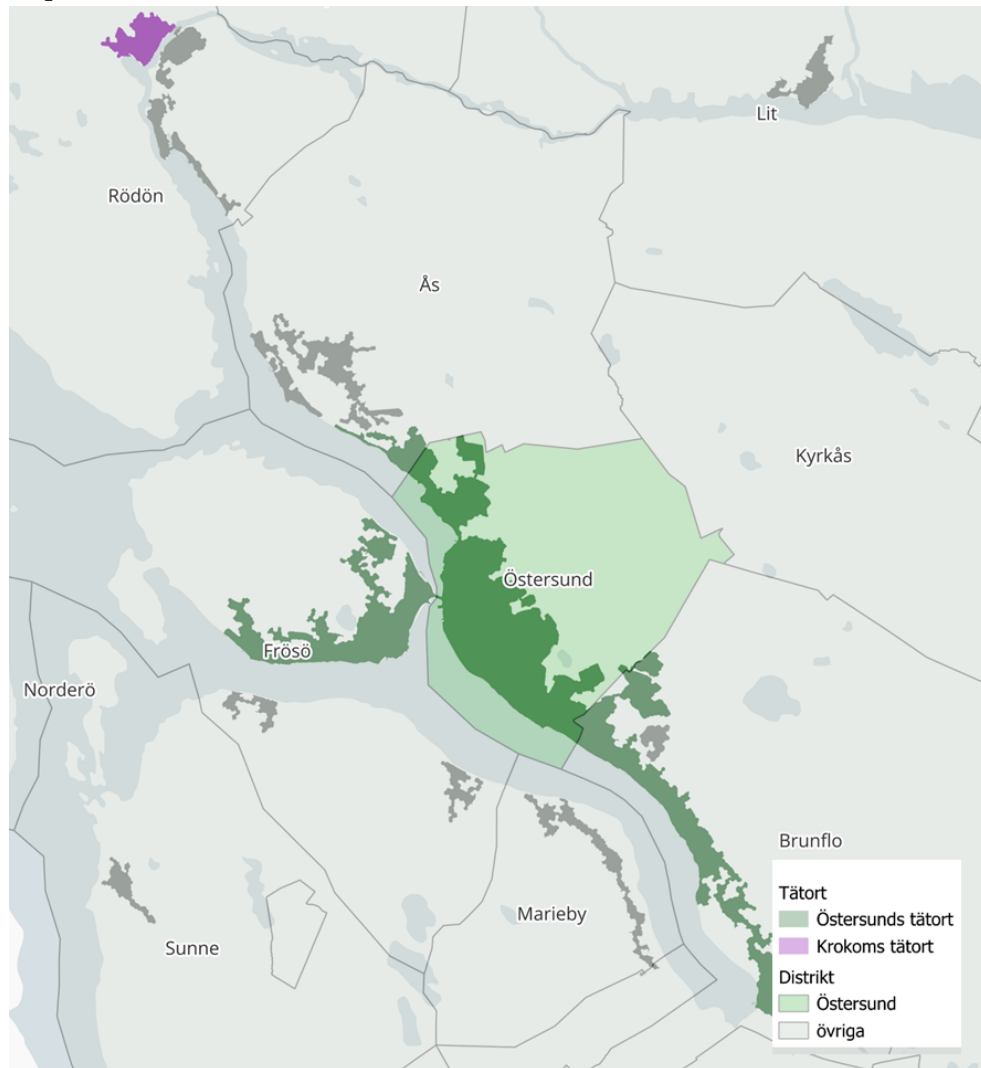 Lit
Rödön
Ås
Kyrkås
Östersund
Frösö
Norderö
Brunflo
Marieby
Sunne
Tätort
Östersunds tätort
Krokoms tätort
Distrikt
Östersund
övriga